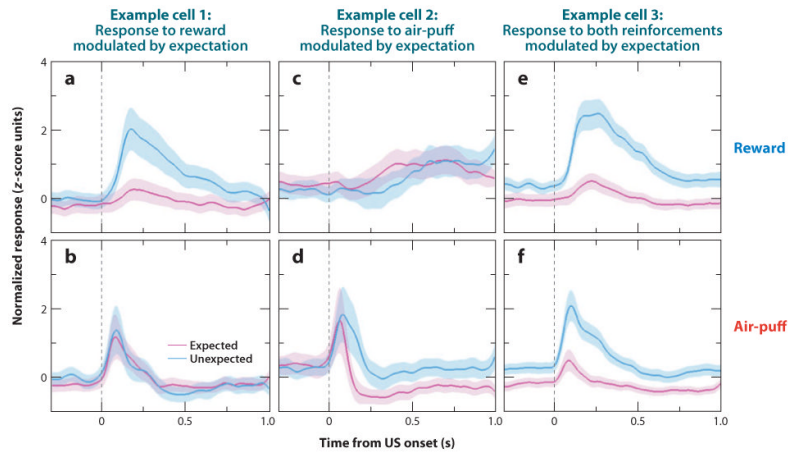 Example cell 1:
Response to reward
modulated by expectation
Example cell 2:
Response to air-puff
modulated by expectation
Example cell 3:
Response to both reinforcements
modulated by expectation
Normalized response (z-score units)
4
2
0
a
c
e
Reward
4
2
0
b
d
f
Air-puff
Expected
Unexpected
0 0.5 1.0
0 0.5 1.0
0 0.5 1.0
Time from US onset (s)